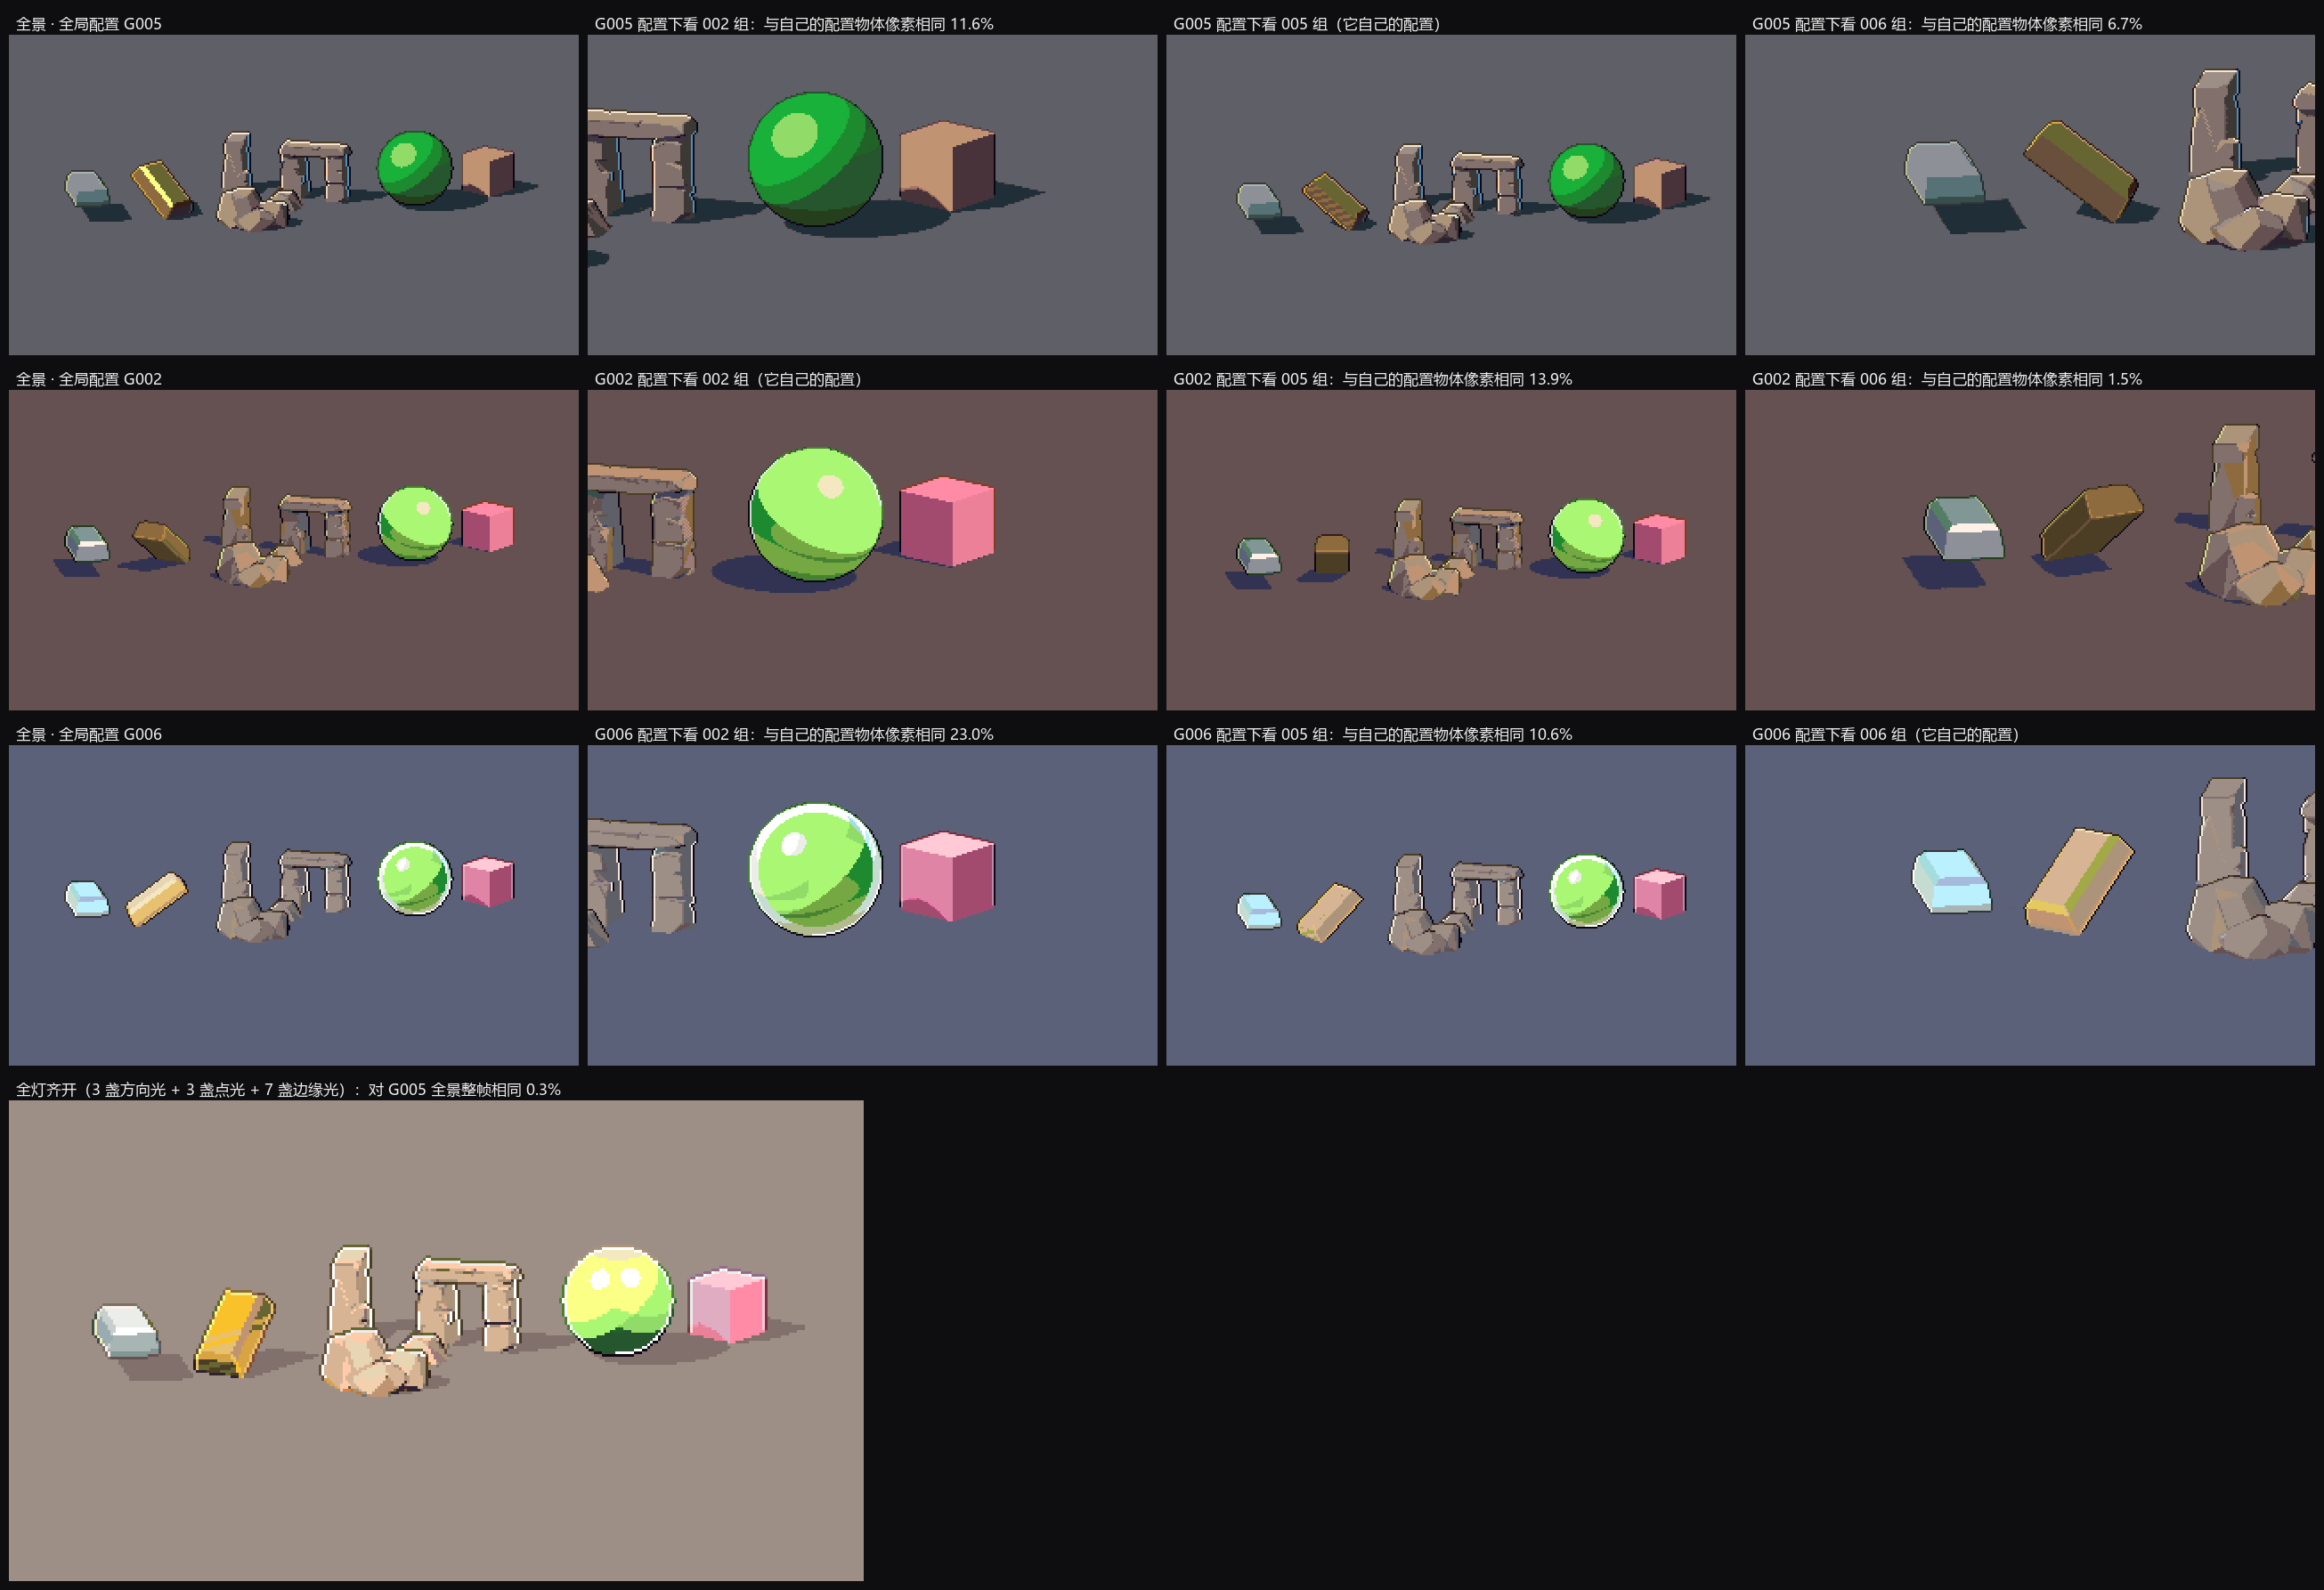 全景 · 全局配置 G005
G005 配置下看 002 组：与自己的配置物体像素相同 11.6%
G005 配置下看 005 组（它自己的配置）
G005 配置下看 006 组：与自己的配置物体像素相同 6.7%
全景 · 全局配置 G002
G002 配置下看 002 组（它自己的配置）
G002 配置下看 005 组：与自己的配置物体像素相同 13.9%
G002 配置下看 006 组：与自己的配置物体像素相同 1.5%
全景 · 全局配置 G006
G006 配置下看 002 组：与自己的配置物体像素相同 23.0%
G006 配置下看 005 组：与自己的配置物体像素相同 10.6%
G006 配置下看 006 组（它自己的配置）
全灯齐开（3 盏方向光 + 3 盏点光 + 7 盏边缘光）：对 G005 全景整帧相同 0.3%